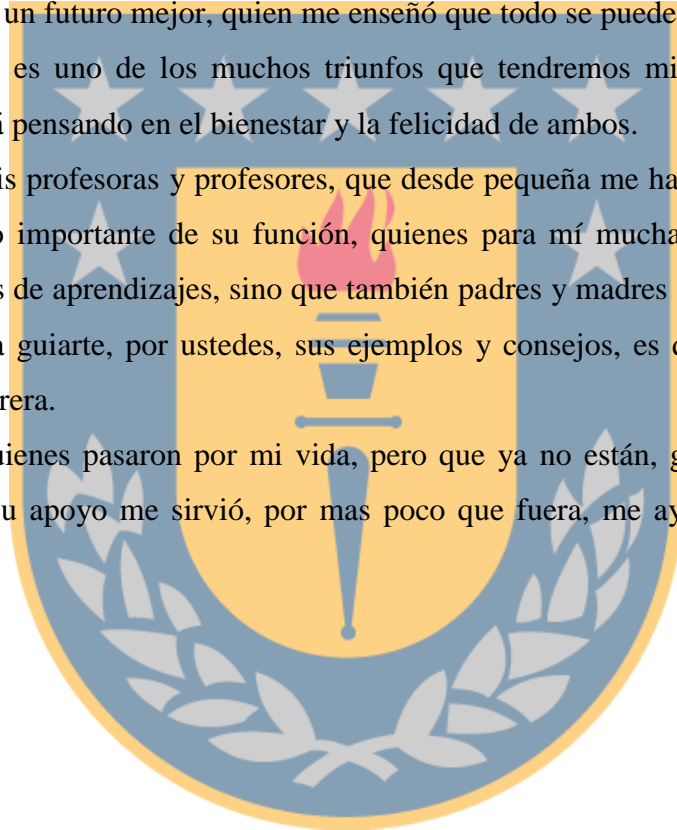 un futuro mejor, quien me enseñó que todo se puede
es uno de los muchos triunfos que tendremos mi
pensando en el bienestar y la felicidad de ambos.
is profesoras y profesores, que desde pequeña me ha
importante de su función, quienes para mí mucha
s de aprendizajes, sino que también padres y madres
a guiarte, por ustedes, sus ejemplos y consejos, es
rera.
uienes pasaron por mi vida, pero que ya no están, g
u apoyo me sirvió, por mas poco que fuera, me ay